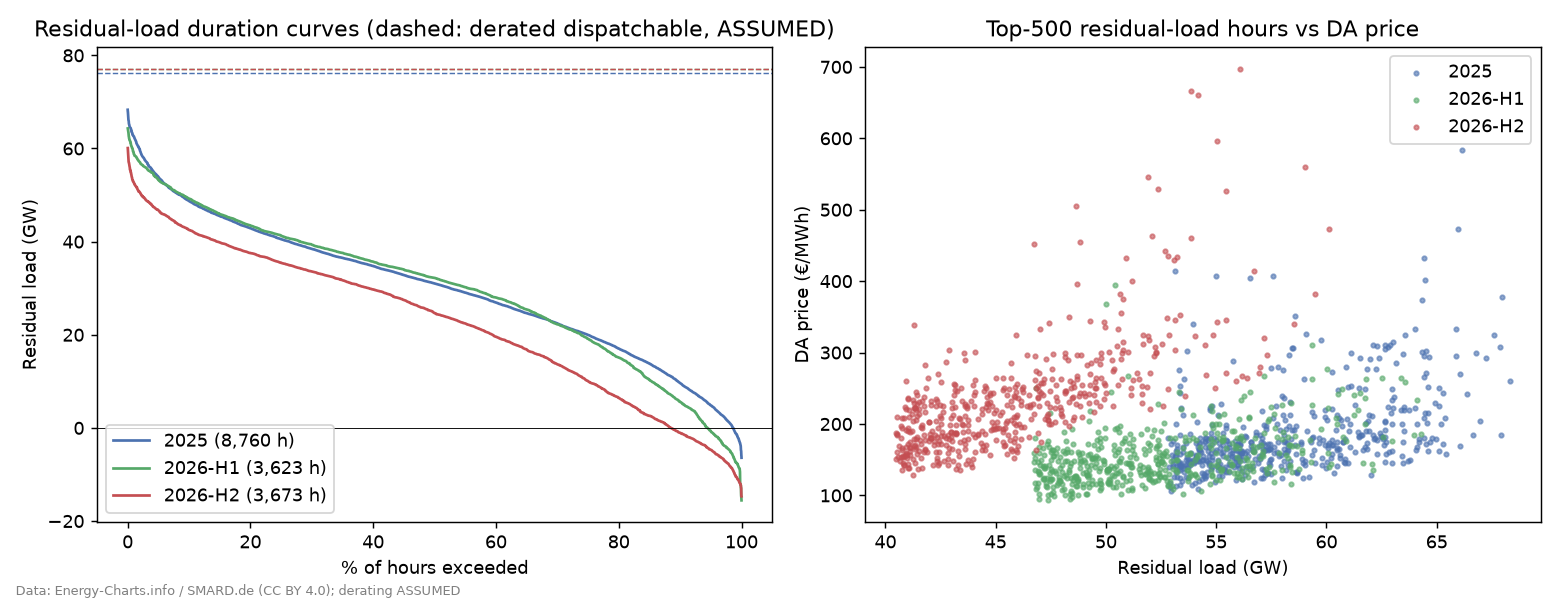 Residual-load duration curves (dashed: derated dispatchable, ASSUMED)
80
60
40
20
0
−20
Residual load (GW)
2025 (8,760 h)
2026-H1 (3,623 h)
2026-H2 (3,673 h)
0
20
40
60
80
100
% of hours exceeded
Top-500 residual-load hours vs DA price
700
600
500
400
300
200
100
DA price (€/MWh)
2025
2026-H1
2026-H2
40
45
50
55
60
65
Residual load (GW)
Data: Energy-Charts.info / SMARD.de (CC BY 4.0); derating ASSUMED